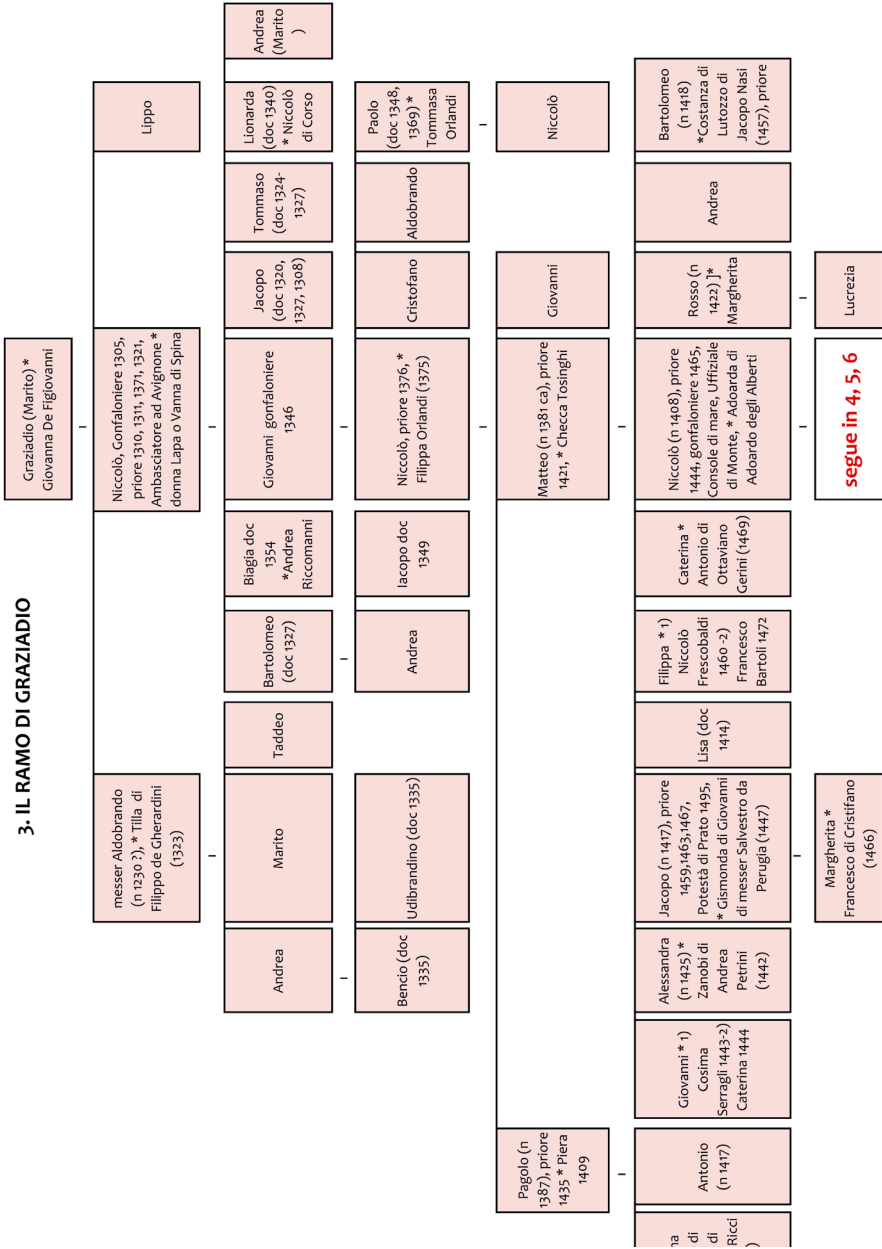 3. IL RAMO DI GRAZIADIO
Graziadio (Marito) *
Giovanna De Figiovanni
messer Aldobrando
(n 1230 ?), * Tilla di
Filippo de Gherardini
(1323)
Niccolò, Gonfaloniere 1305,
priore 1310, 1311, 1371, 1321,
Ambasciatore ad Avignone *
donna Lapa o Vanna di Spina
Lippo
Andrea
Marito
Taddeo
Bartolomeo
(doc 1327)
Biagia doc
1354
*Andrea
Riccomanni
Giovanni gonfaloniere
1346
Jacopo
(doc 1320,
1327, 1308)
Tommaso
(doc 1324-
1327)
Lionarda
(doc 1340)
* Niccolò
di Corso
Andrea
(Marito
)
Bencio (doc
1335)
Udibrandino (doc 1335)
Andrea
Iacopo doc
1349
Niccolò, priore 1376, *
Filippa Orlandi (1375)
Cristofano
Aldobrando
Paolo
(doc 1348,
1369) *
Tommasa
Orlandi
Pagolo (n
1387), priore
1435 * Piera
1409
Matteo (n 1381 ca), priore
1421, * Checca Tosinghi
Giovanni
Niccolò
di
di
Ricci
)
Antonio
(n 1417)
Giovanni * 1)
Cosima
Serragli 1443-2)
Caterina 1444
Alessandra
(n 1425) *
Zanobi di
Andrea
Petrini
(1442)
Jacopo (n 1417), priore
1459,1463,1467,
Potestà di Prato 1495,
* Gismonda di Giovanni
di messer Salvestro da
Perugia (1447)
Lisa (doc
1414)
Filippa * 1)
Niccolò
Frescobaldi
1460 -2)
Francesco
Bartoli 1472
Caterina *
Antonio di
Ottaviano
Gerini (1469)
Niccolò (n 1408), priore
1444, gonfaloniere 1465,
Console di mare, Uffiziale
di Monte, * Adoarda di
Adoardo degli Alberti
Rosso (n
1422) ]*
Margherita
Andrea
Bartolomeo
(n 1418)
*Costanza di
Lutozzo di
Jacopo Nasi
(1457), priore
Margherita *
Francesco di Cristifano
(1466)
segue in 4, 5, 6
Lucrezia